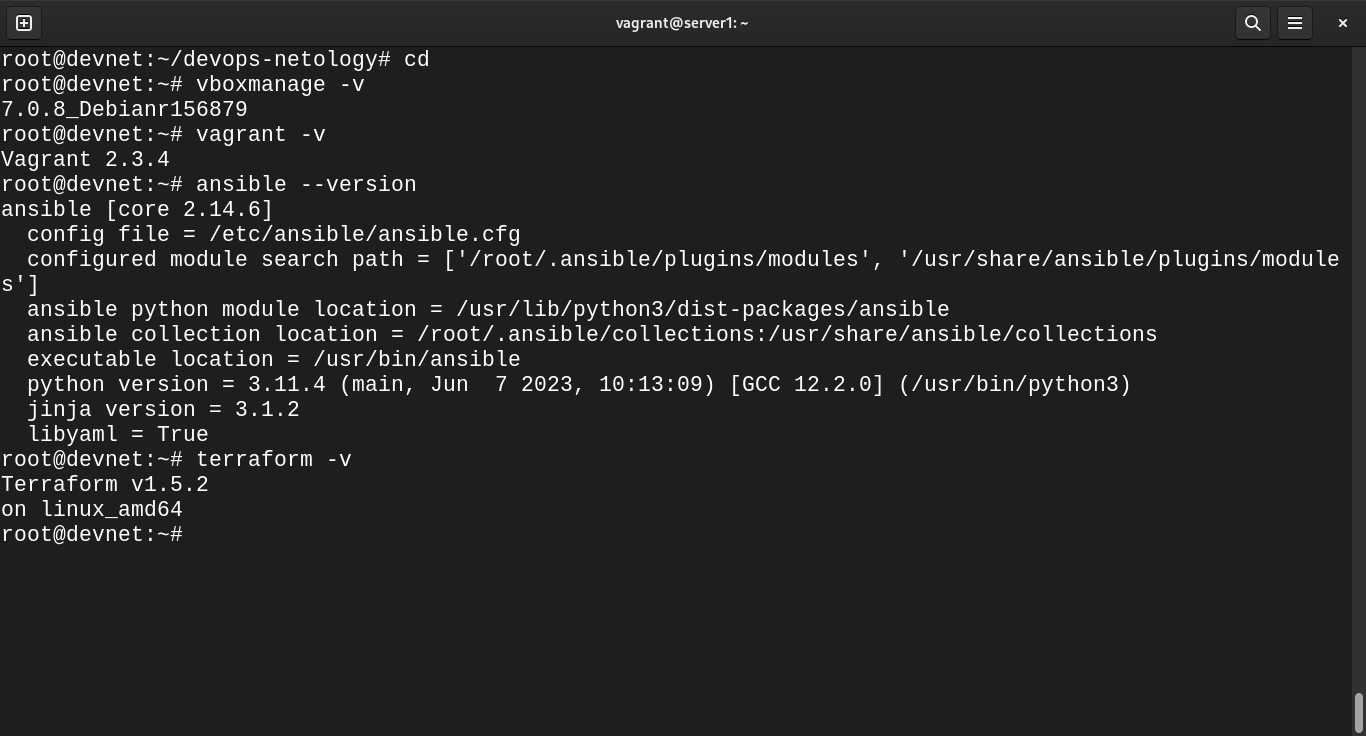 vagrant@server1: ~
root@devnet:~/devops-netology# cd
root@devnet:~# vboxmanage -v
7.0.8_Debianr156879
root@devnet:~# vagrant -v
Vagrant 2.3.4
root@devnet:~# ansible --version
ansible [core 2.14.6]
  config file = /etc/ansible/ansible.cfg
  configured module search path = ['/root/.ansible/plugins/modules', '/usr/share/ansible/plugins/module
s']
  ansible python module location = /usr/lib/python3/dist-packages/ansible
  ansible collection location = /root/.ansible/collections:/usr/share/ansible/collections
  executable location = /usr/bin/ansible
  python version = 3.11.4 (main, Jun  7 2023, 10:13:09) [GCC 12.2.0] (/usr/bin/python3)
  jinja version = 3.1.2
  libyaml = True
root@devnet:~# terraform -v
Terraform v1.5.2
on linux_amd64
root@devnet:~#